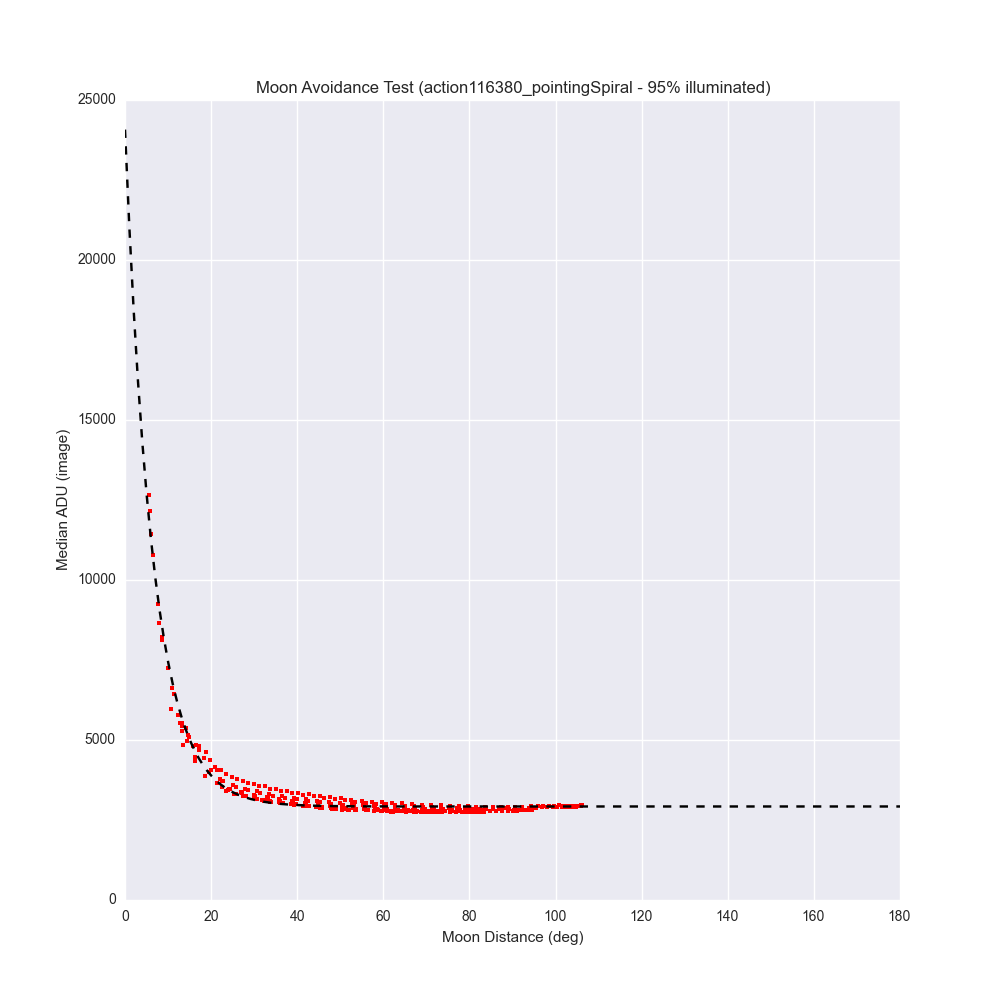 Moon Avoidance Test (action116380_pointingSpiral - 95% illuminated)
25000
20000
15000
10000
5000
0
Median ADU (image)
0 20 40 60 80 100 120 140 160 180
Moon Distance (deg)